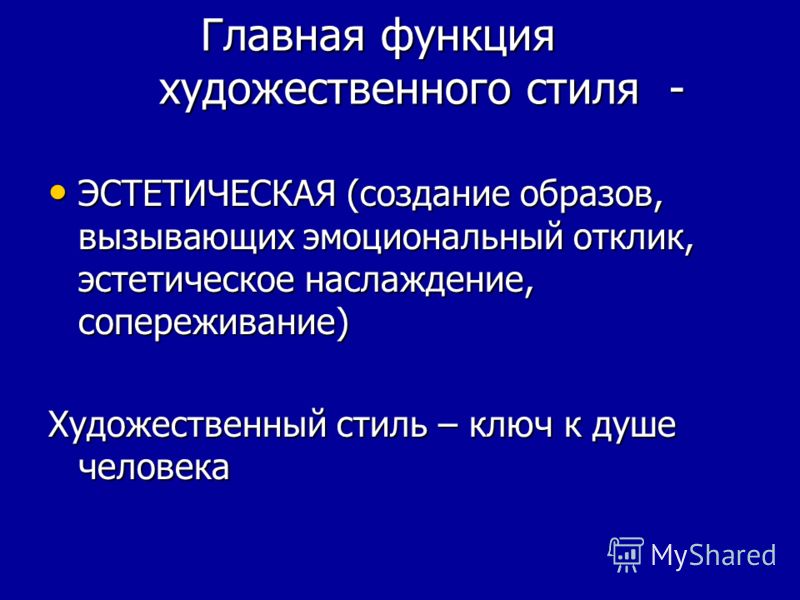 Главная функция
художественного стиля -
• ЭСТЕТИЧЕСКАЯ (создание образов,
вызывающих эмоциональный отклик,
эстетическое наслаждение,
сопереживание)
Художественный стиль – ключ к душе
человека
MyShared